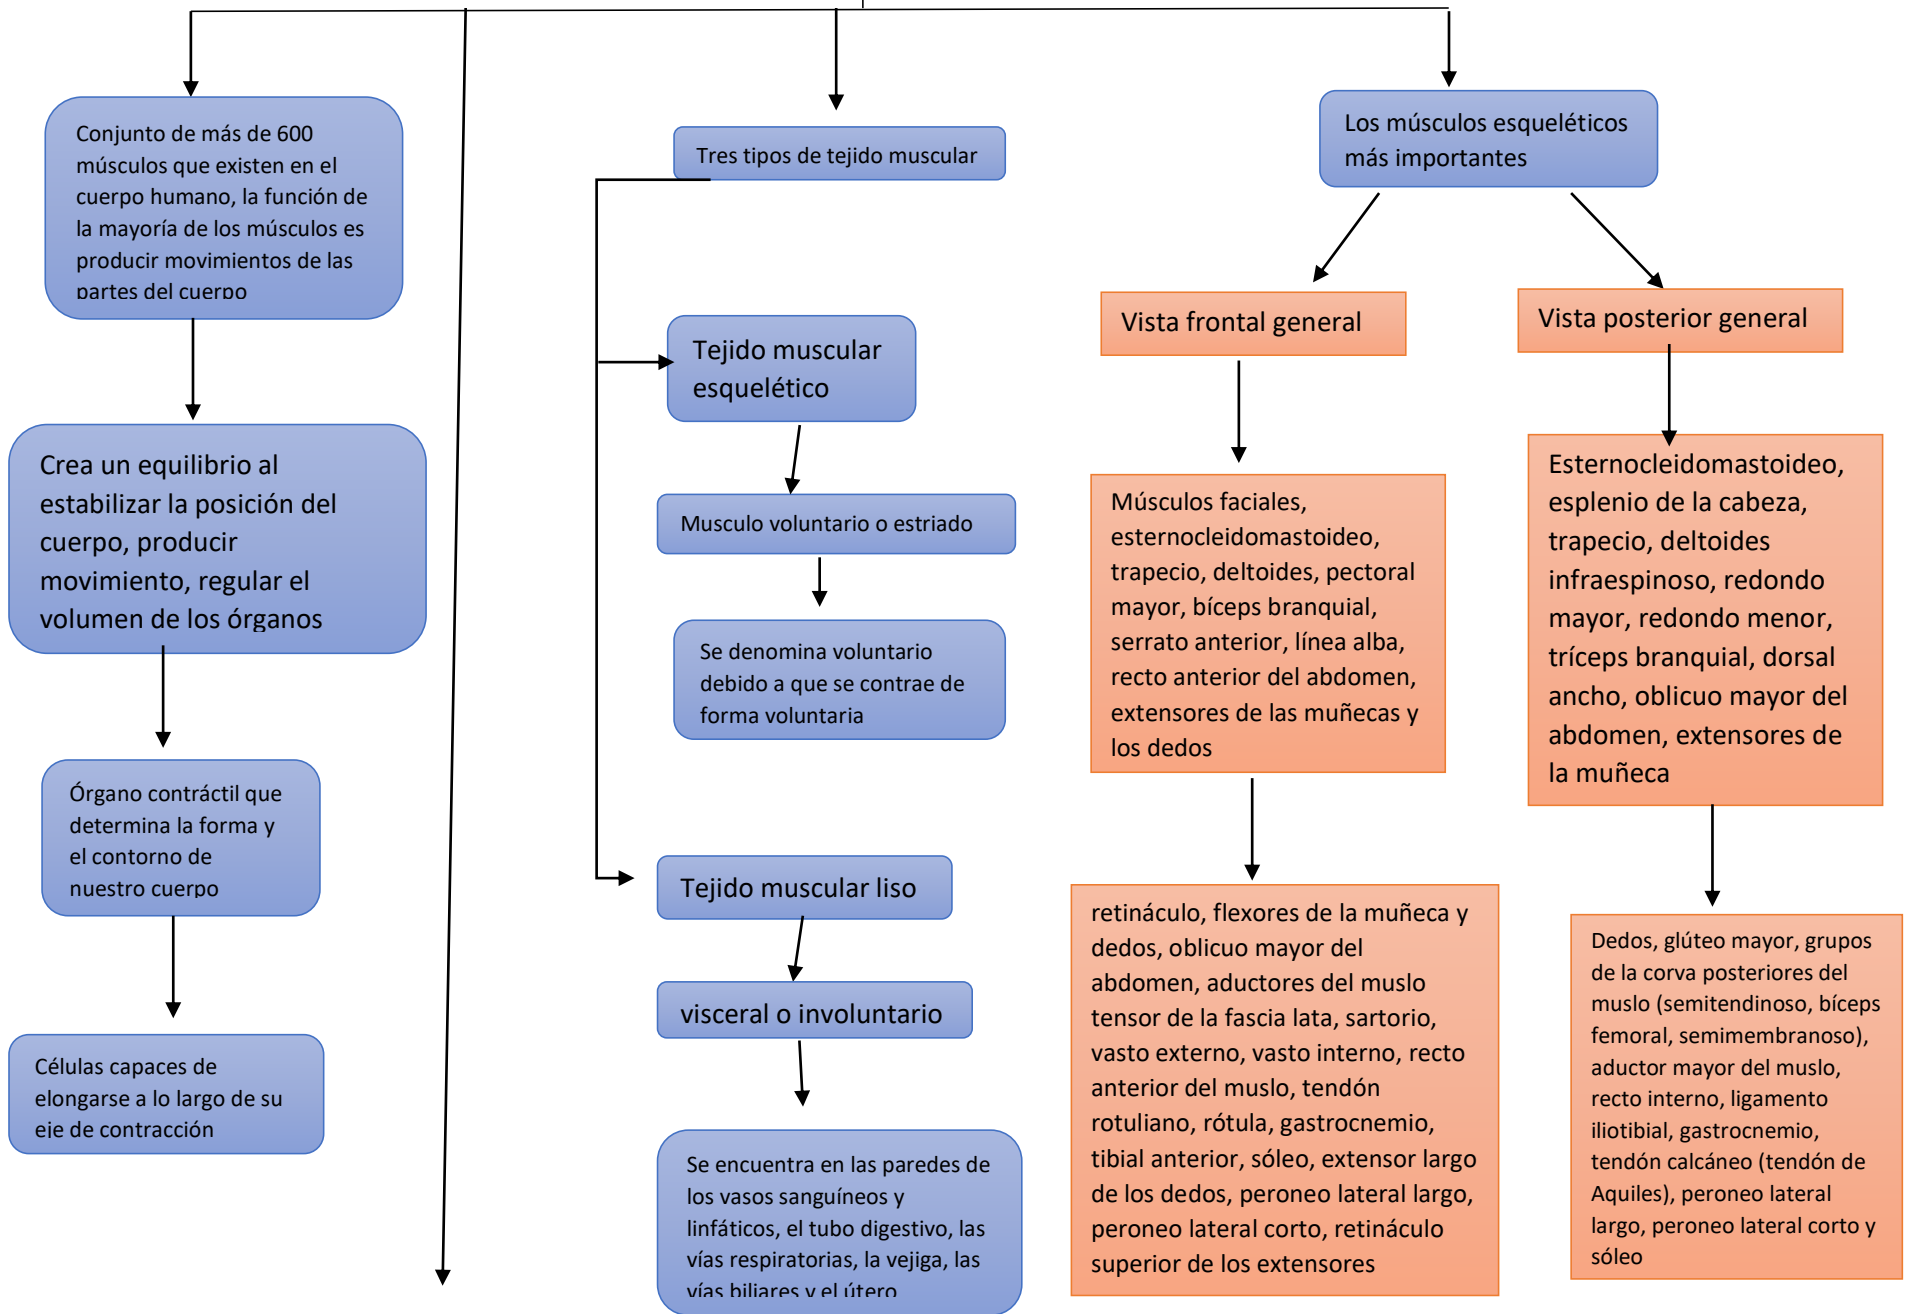 Conjunto de más de 600
músculos que existen en el
cuerpo humano, la función de
la mayoría de los músculos es
producir movimientos de las
partes del cuerpo
Crea un equilibrio al
estabilizar la posición del
cuerpo, producir
movimiento, regular el
volumen de los órganos
Órgano contráctil que
determina la forma y
el contorno de
nuestro cuerpo
Células capaces de
elongarse a lo largo de su
eje de contracción
Tres tipos de tejido muscular
Tejido muscular
esquelético
Musculo voluntario o estriado
Se denomina voluntario
debido a que se contrae de
forma voluntaria
Tejido muscular liso
visceral o involuntario
Se encuentra en las paredes de
los vasos sanguíneos y
linfáticos, el tubo digestivo, las
vías respiratorias, la vejiga, las
vías biliares y el útero
Los músculos esqueléticos
más importantes
Vista frontal general
Músculos faciales,
esternocleidomastoideo,
trapecio, deltoides, pectoral
mayor, bíceps branquial,
serrato anterior, línea alba,
recto anterior del abdomen,
extensores de las muñecas y
los dedos
retináculo, flexores de la muñeca y
dedos, oblicuo mayor del
abdomen, aductores del muslo
tensor de la fascia lata, sartorio,
vasto externo, vasto interno, recto
anterior del muslo, tendón
rotuliano, rótula, gastrocnemio,
tibial anterior, sóleo, extensor largo
de los dedos, peroneo lateral largo,
peroneo lateral corto, retináculo
superior de los extensores
Vista posterior general
Esternocleidomastoideo,
esplenio de la cabeza,
trapecio, deltoides
infraespinoso, redondo
mayor, redondo menor,
tríceps branquial, dorsal
ancho, oblicuo mayor del
abdomen, extensores de
la muñeca
Dedos, glúteo mayor, grupos
de la corva posteriores del
muslo (semitendinoso, bíceps
femoral, semimembranoso),
aductor mayor del muslo,
recto interno, ligamento
iliotibial, gastrocnemio,
tendón calcáneo (tendón de
Aquiles), peroneo lateral
largo, peroneo lateral corto y
sóleo